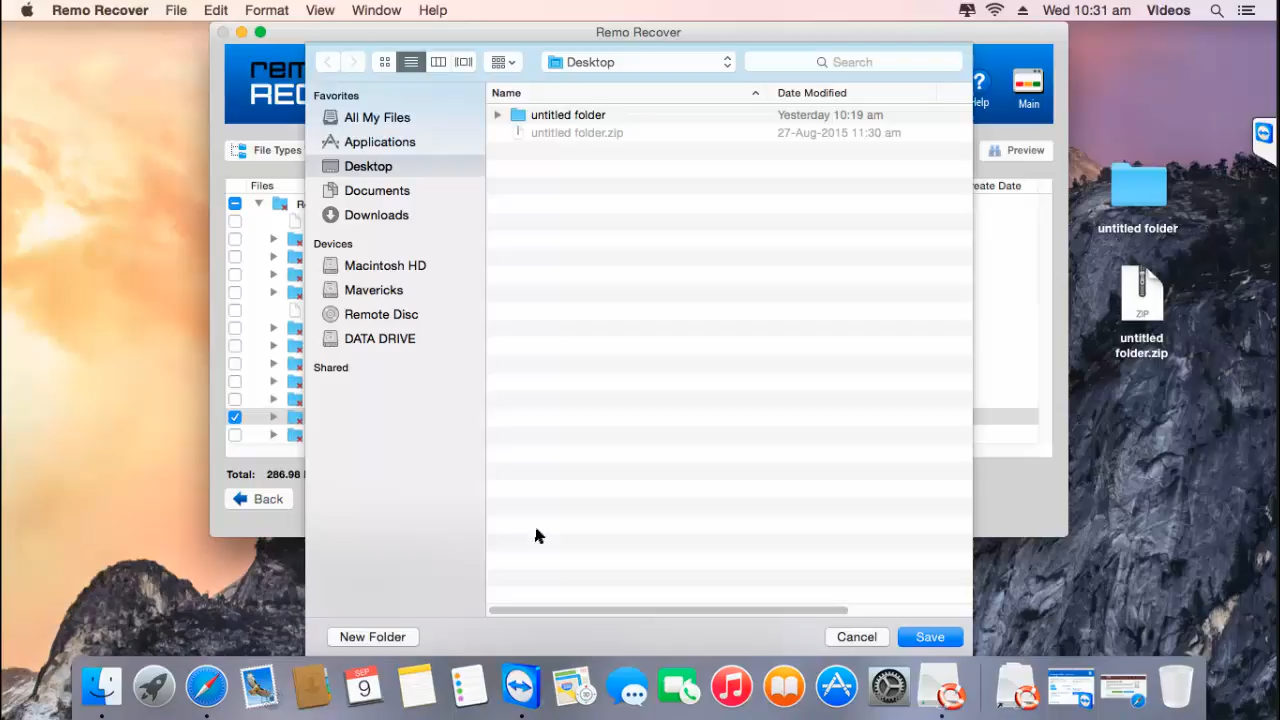 Remo Recover File Edit Format View Window Help Wed 10:31 am VIdeos
Remo Recover
Desktop
Search
Help
Main
Favorites
All My Files
Applications
Desktop
Documents
Downloads
Devices
Macintosh HD
Mavericks
Remote Disc
DATA DRIVE
Shared
Name Date Modified
untitled folder Yesterday 10:19 am
untitled folder.zip 27-Aug-2015 11:30 am
File Types
Preview
Files
eate Date
Total: 286.98
Back
New Folder Cancel Save
untitled folder
ZIP
untitled
folder.zip
SEP
9